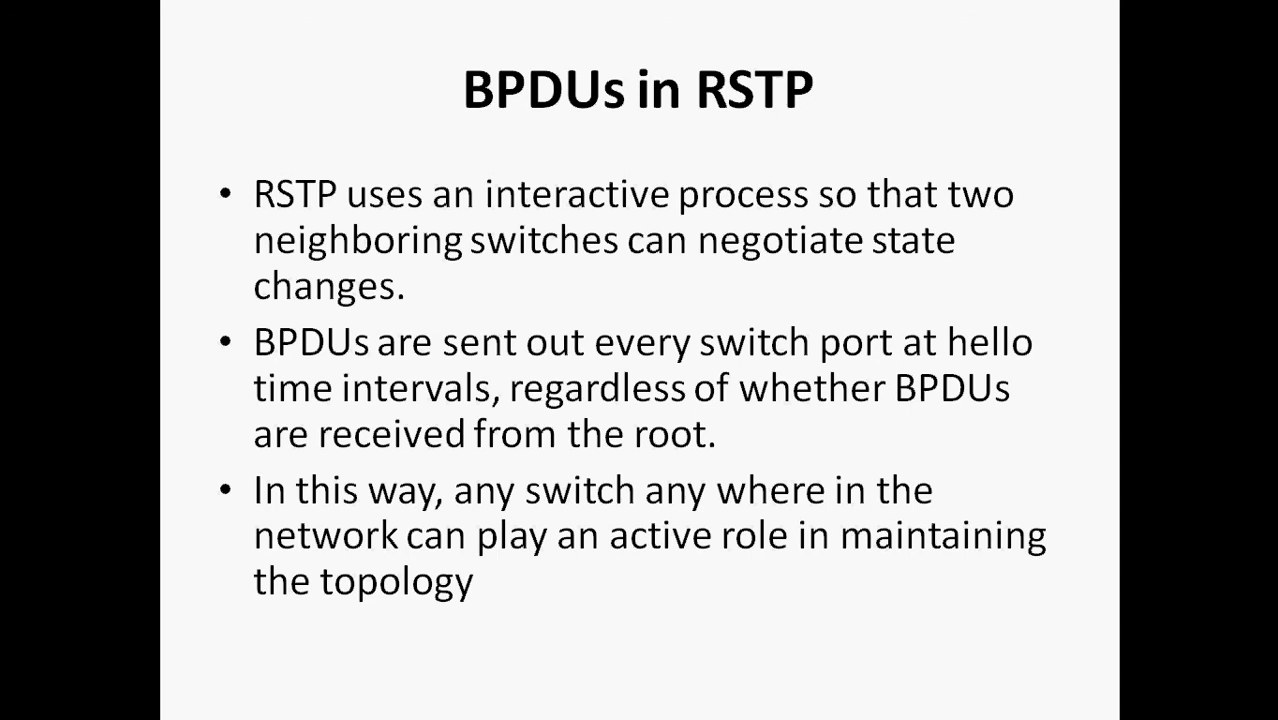 BPDUs in RSTP
• RSTP uses an interactive process so that two
neighboring switches can negotiate state
changes.
• BPDUs are sent out every switch port at hello
time intervals, regardless of whether BPDUs
are received from the root.
• In this way, any switch any where in the
network can play an active role in maintaining
the topology